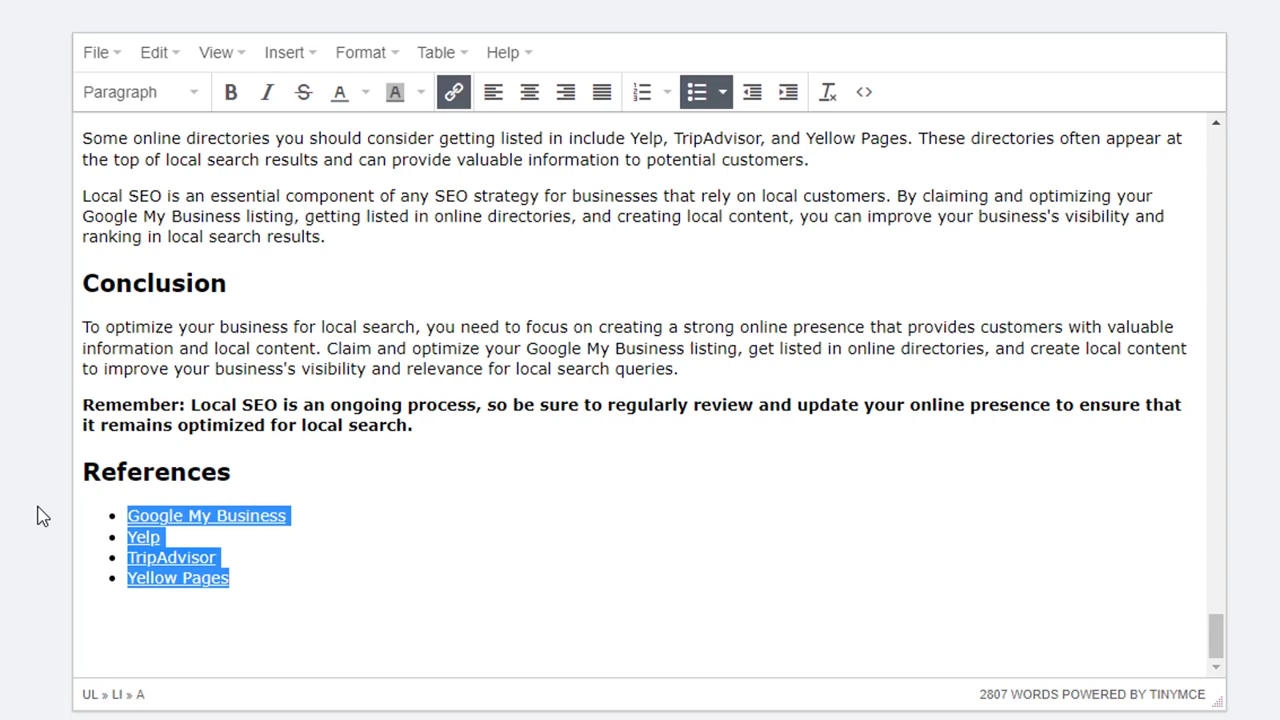 File Edit View Insert Format Table Help
Paragraph B I S A A
Some online directories you should consider getting listed in include Yelp, TripAdvisor, and Yellow Pages. These directories often appear at
the top of local search results and can provide valuable information to potential customers.
Local SEO is an essential component of any SEO strategy for businesses that rely on local customers. By claiming and optimizing your
Google My Business listing, getting listed in online directories, and creating local content, you can improve your business's visibility and
ranking in local search results.
Conclusion
To optimize your business for local search, you need to focus on creating a strong online presence that provides customers with valuable
information and local content. Claim and optimize your Google My Business listing, get listed in online directories, and create local content
to improve your business's visibility and relevance for local search queries.
Remember: Local SEO is an ongoing process, so be sure to regularly review and update your online presence to ensure that
it remains optimized for local search.
References
• Google My Business
• Yelp
• TripAdvisor
• Yellow Pages
UL » LI » A 2807 WORDS POWERED BY TINYMCE